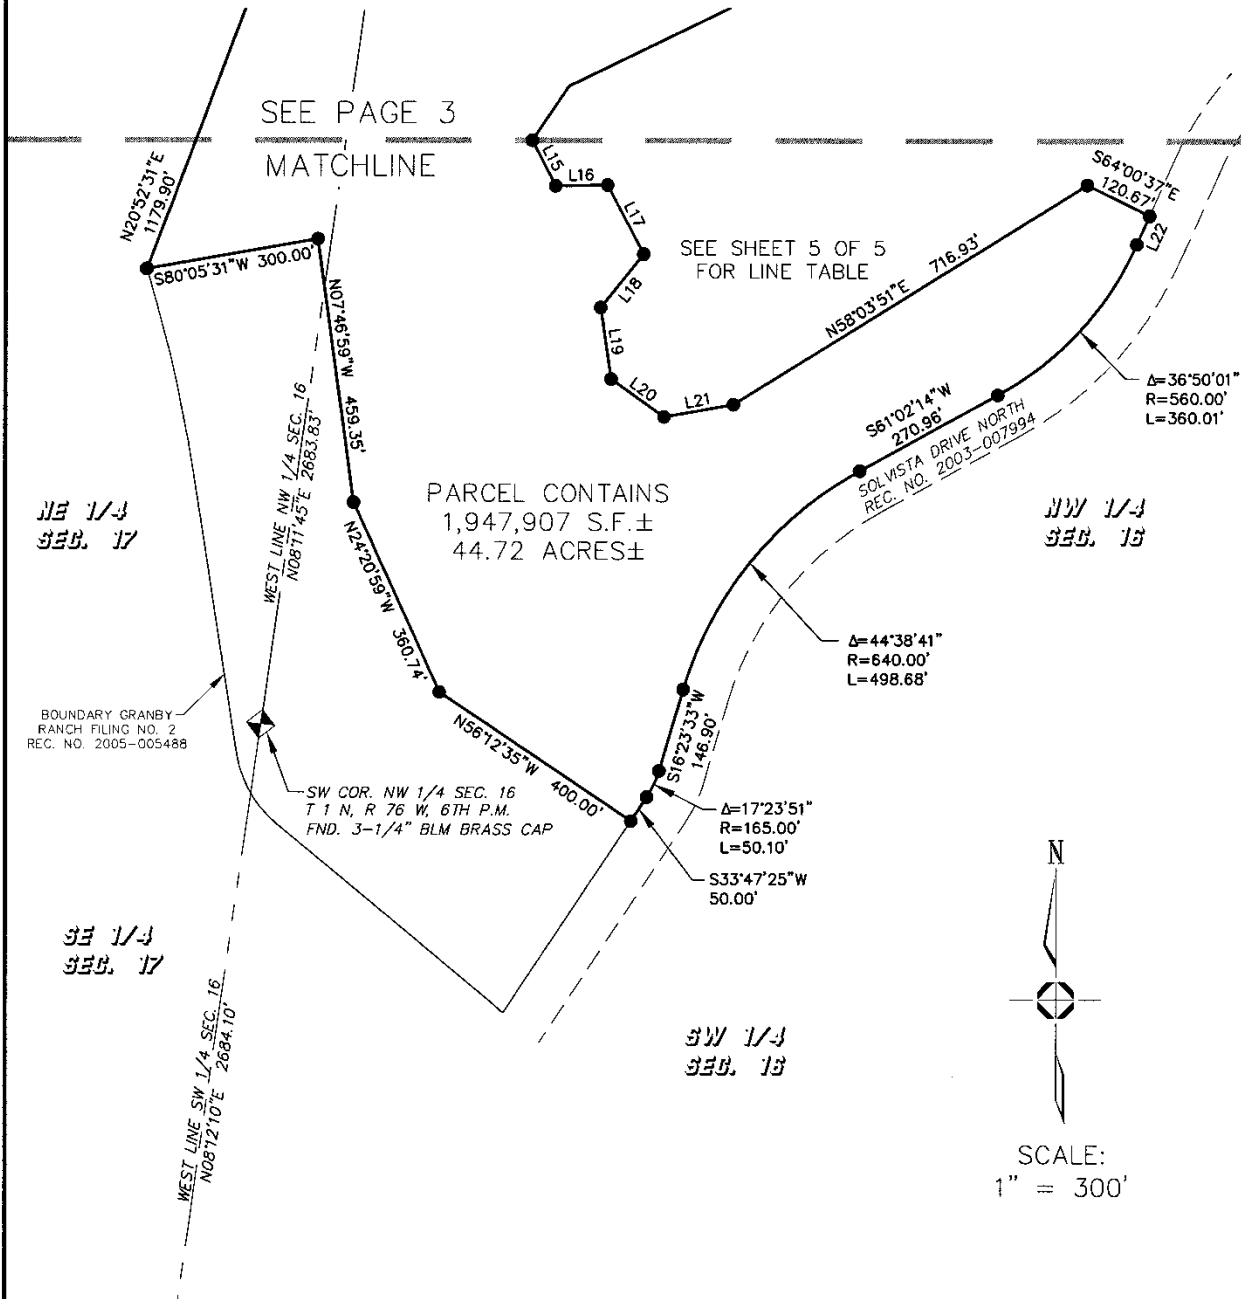 SEE PAGE 3
MATCHLINE
N20°52'31"E
1179.90'
S80°05'31"W 300.00'
L15
L16
L17
L18
L19
L20
L21
SEE SHEET 5 OF 5
FOR LINE TABLE
S64°00'37"E
120.67'
L22
N58°03'51"E 716.93'
N07°46'59"W 459.35'
Δ=36°50'01"
R=560.00'
L=360.01'
S61°02'14"W
270.96'
SOLVISTA DRIVE NORTH
REC. NO. 2003-007994
WEST LINE NW 1/4 SEC. 16
N08°11'45"E 2683.83'
PARCEL CONTAINS
1,947,907 S.F.±
44.72 ACRES±
NE 1/4
SEC. 17
NW 1/4
SEC. 16
N24°20'59"W 360.74'
Δ=44°38'41"
R=640.00'
L=498.68'
BOUNDARY GRANBY
RANCH FILING NO. 2
REC. NO. 2005-005488
S16°23'33"W
146.90'
N56°12'35"W 400.00'
SW COR. NW 1/4 SEC. 16
T 1 N, R 76 W, 6TH P.M.
FND. 3-1/4" BLM BRASS CAP
Δ=17°23'51"
R=165.00'
L=50.10'
S33°47'25"W
50.00'
N
SE 1/4
SEC. 17
WEST LINE SW 1/4 SEC. 16
N08°12'10"E 2684.10'
SW 1/4
SEC. 16
SCALE:
1" = 300'